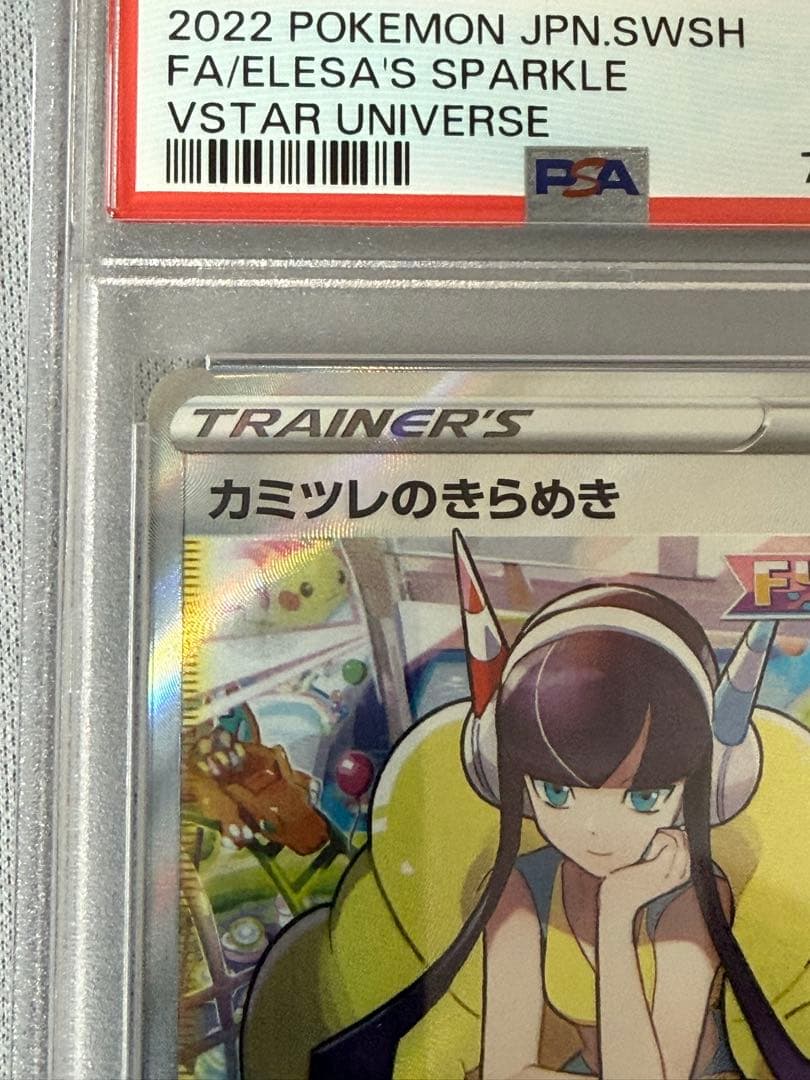 2022 POKEMON JPN.SWSH
FA/ELESA'S SPARKLE
VSTAR UNIVERSE
PSA
TRAINER'S
カミツレのきらめき